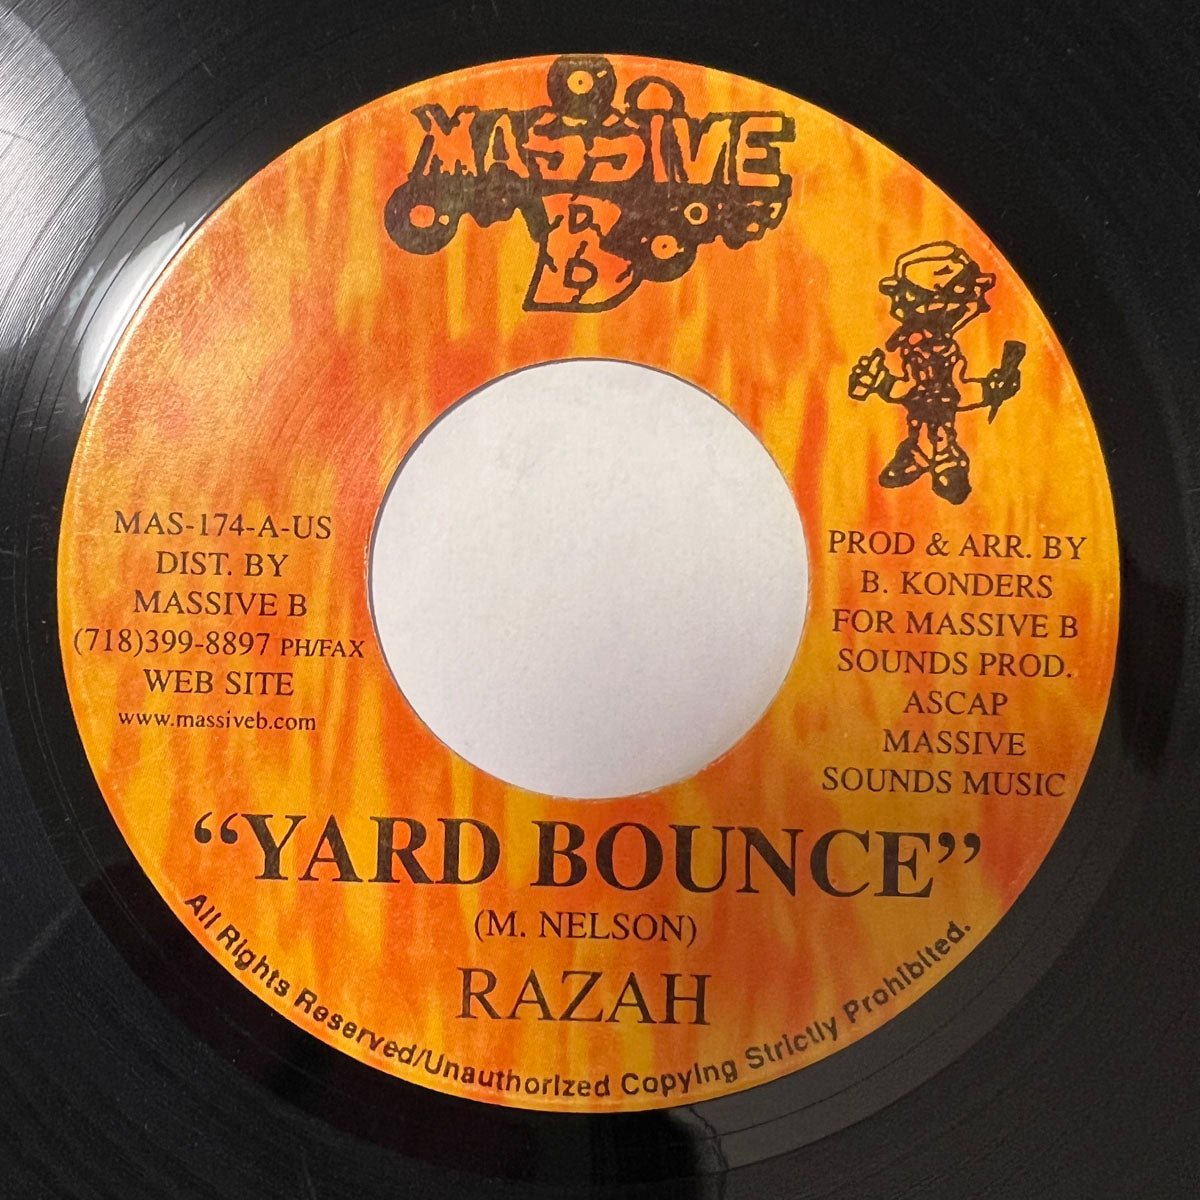 MASSIVE
B
MAS-174-A-US
DIST. BY
MASSIVE B
(718)399-8897 PH/FAX
WEB SITE
www.massiveb.com
PROD & ARR. BY
B. KONDERS
FOR MASSIVE B
SOUNDS PROD.
ASCAP
MASSIVE
SOUNDS MUSIC
“YARD BOUNCE”
(M. NELSON)
RAZAH
All Rights Reserved/Unauthorized Copying Strictly Prohibited.